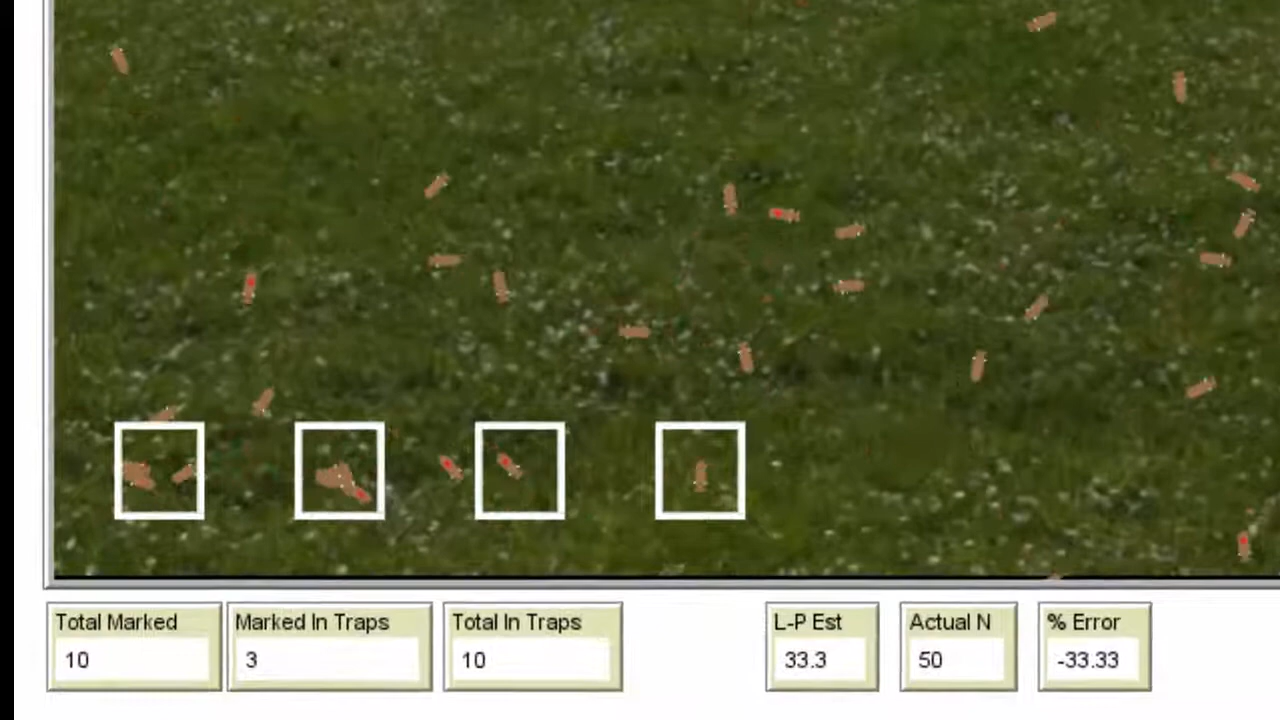 Total Marked
10
Marked In Traps
3
Total In Traps
10
L-P Est
33.3
Actual N
50
% Error
-33.33